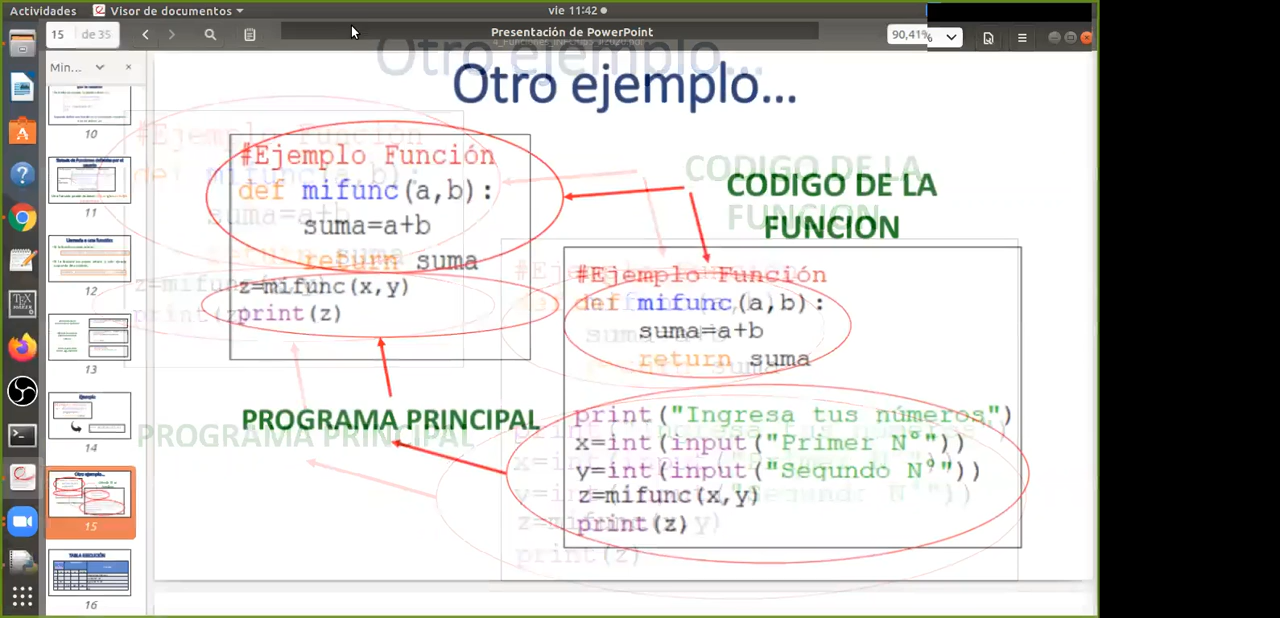 Actividades
Visor de documentos
vie 11:42
15
de 35
Presentación de PowerPoint
90,41%
Min...
10
11
12
13
14
15
16
Otro ejemplo...
#Ejemplo Función
def mifunc(a,b):
suma=a+b
return suma
z=mifunc(x,y)
print(z)
CODIGO DE LA
FUNCION
#Ejemplo Función
def mifunc(a,b):
suma=a+b
return suma
print("Ingresa tus números")
x=int(input("Primer N°"))
y=int(input("Segundo N°"))
z=mifunc(x,y)
print(z)
PROGRAMA PRINCIPAL
TABLA EJECUCIÓN